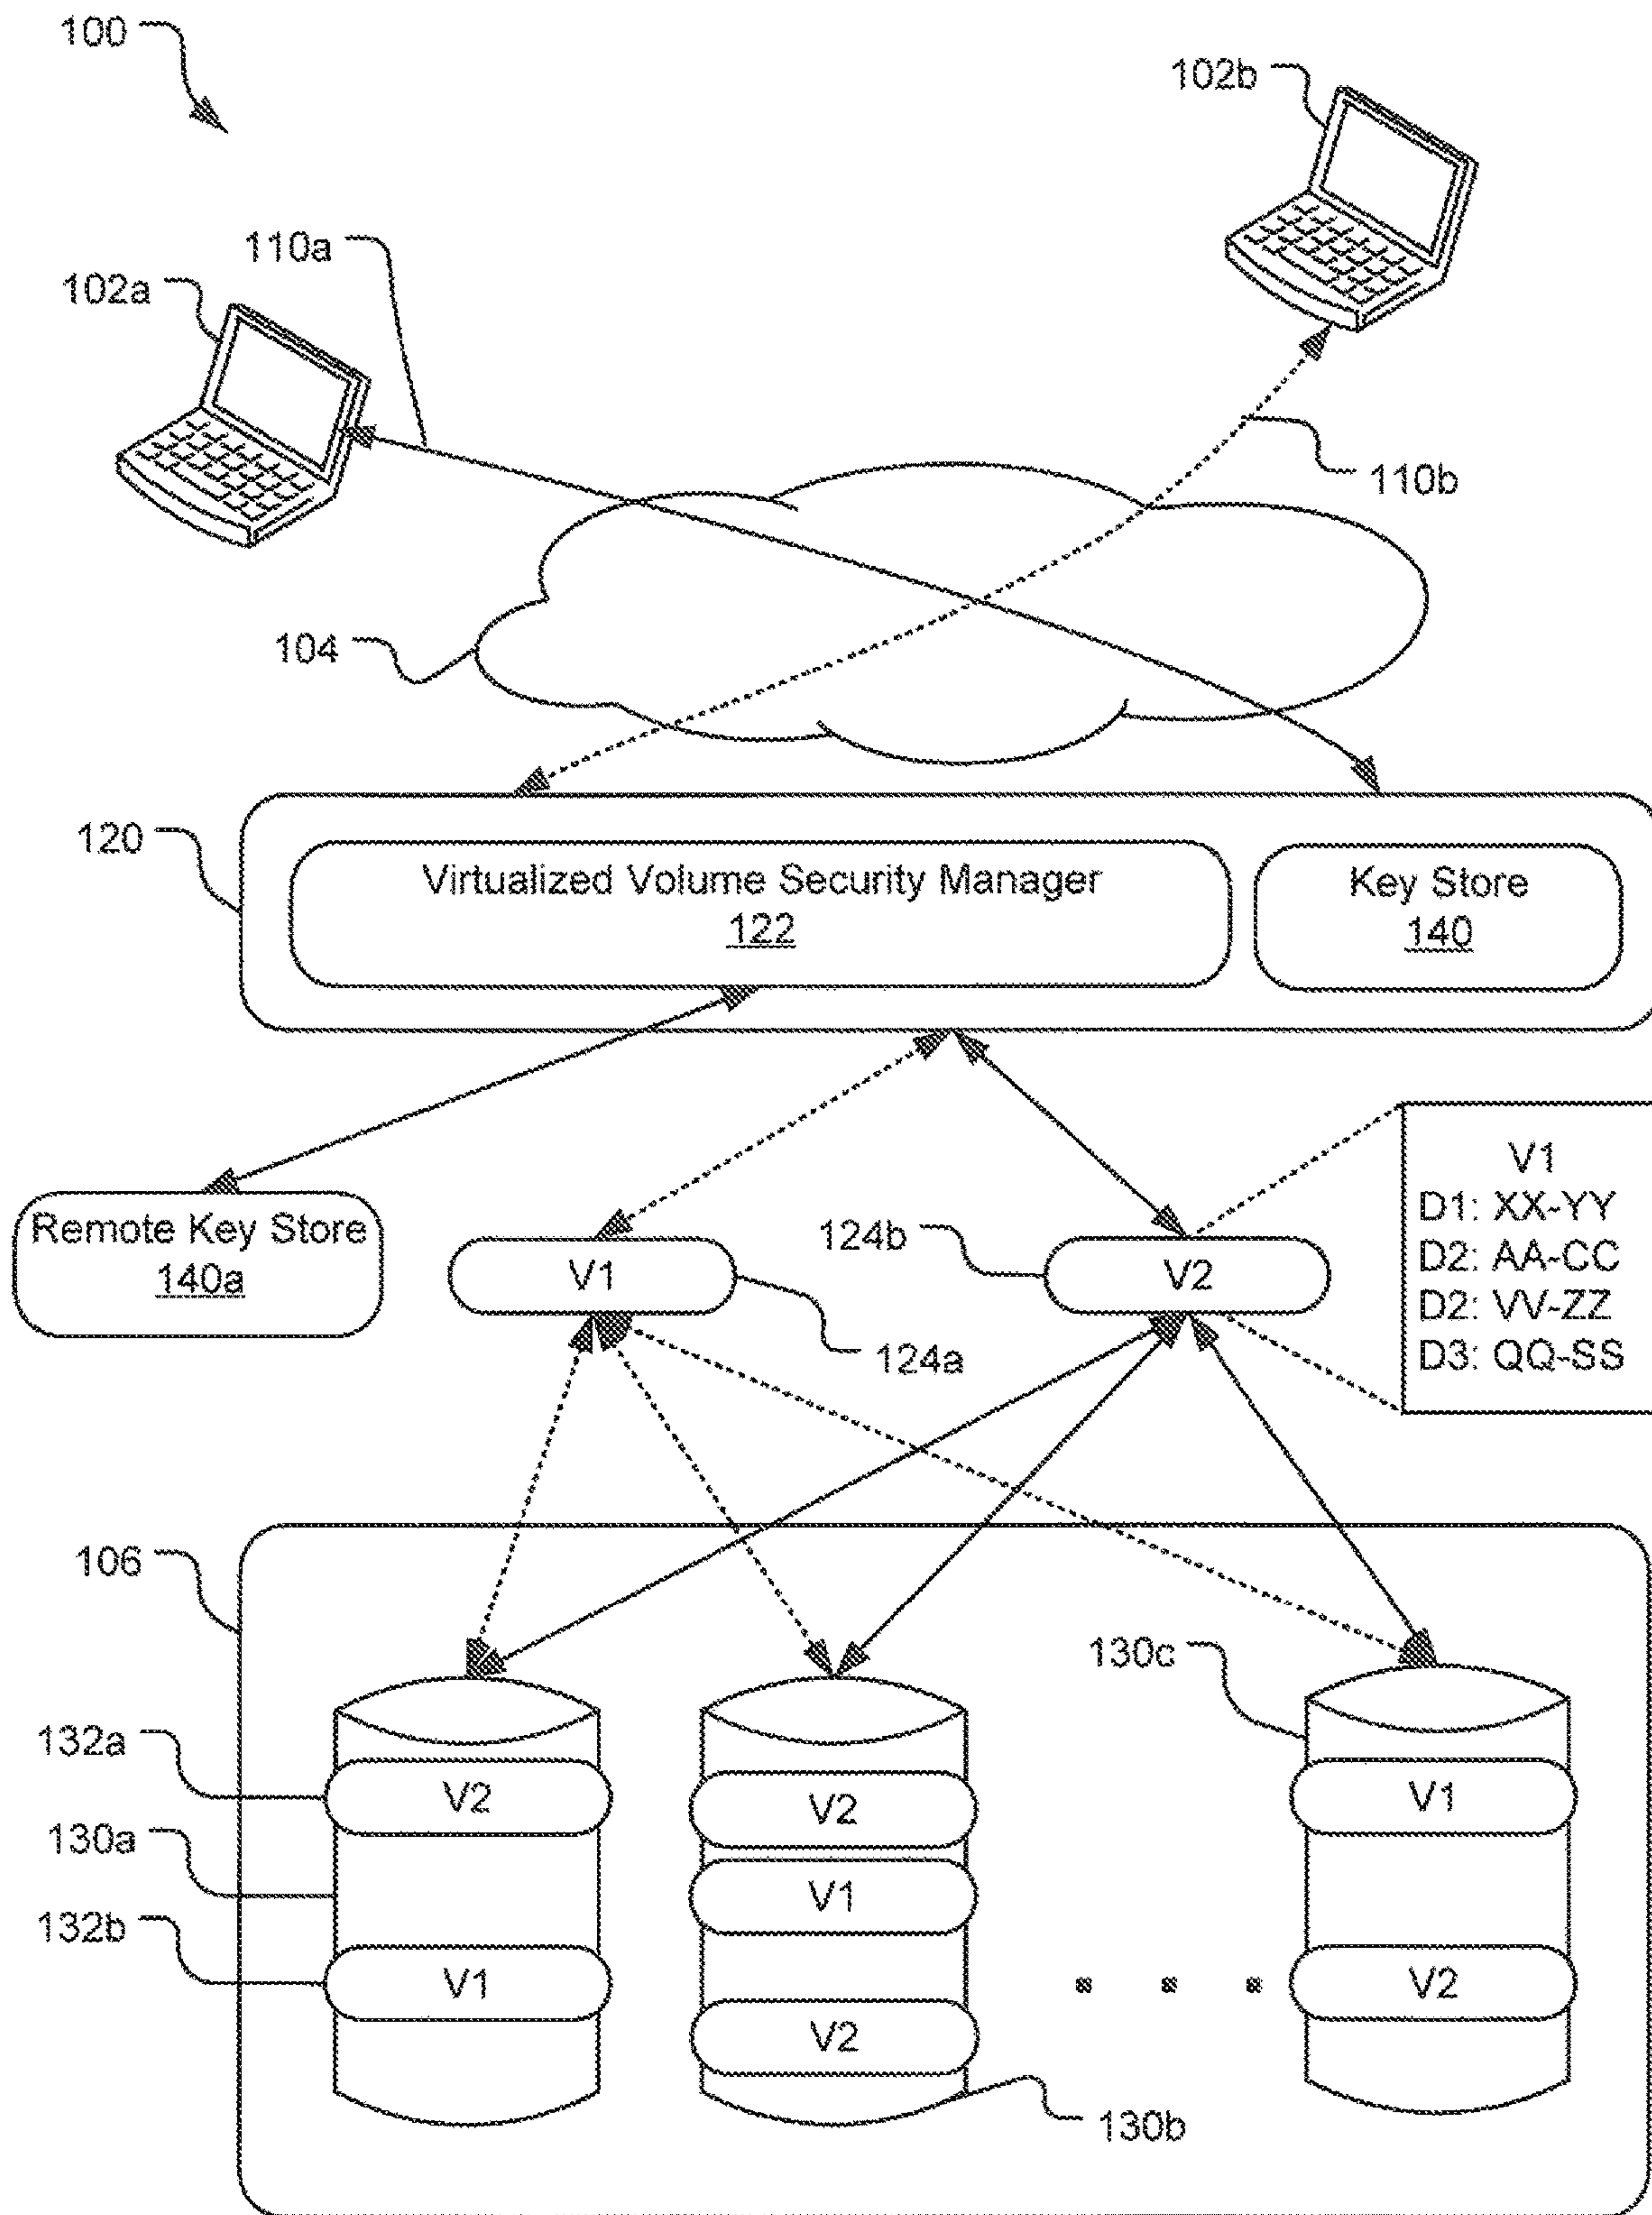 100
102b
110a
102a
110b
104
120
Virtualized Volume Security Manager
122
Key Store
140
V1
D1: XX-YY
D2: AA-CC
D2: VV-ZZ
D3: QQ-SS
Remote Key Store
140a
V1
124b
V2
124a
106
130c
132a
V2
V2
V1
130a
V1
132b
V1
V2
V2
130b